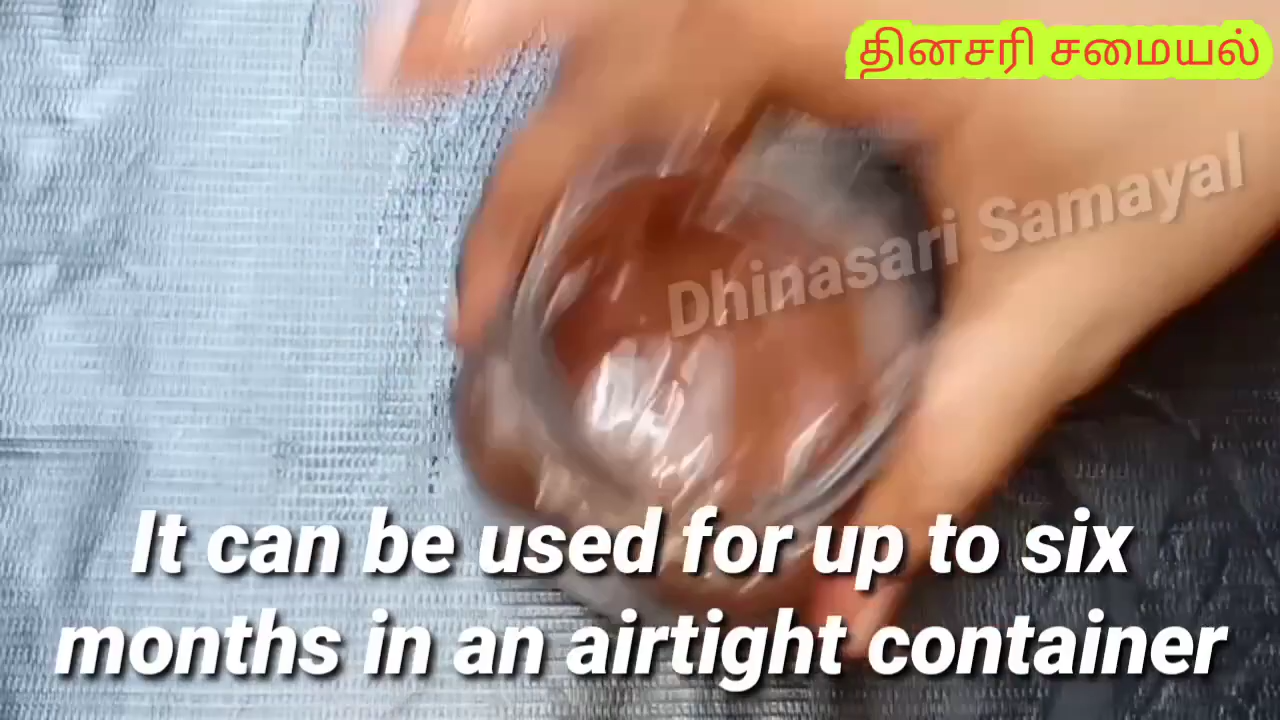 தினசரி சமையல்
Dhinasari Samayal
It can be used for up to six
months in an airtight container